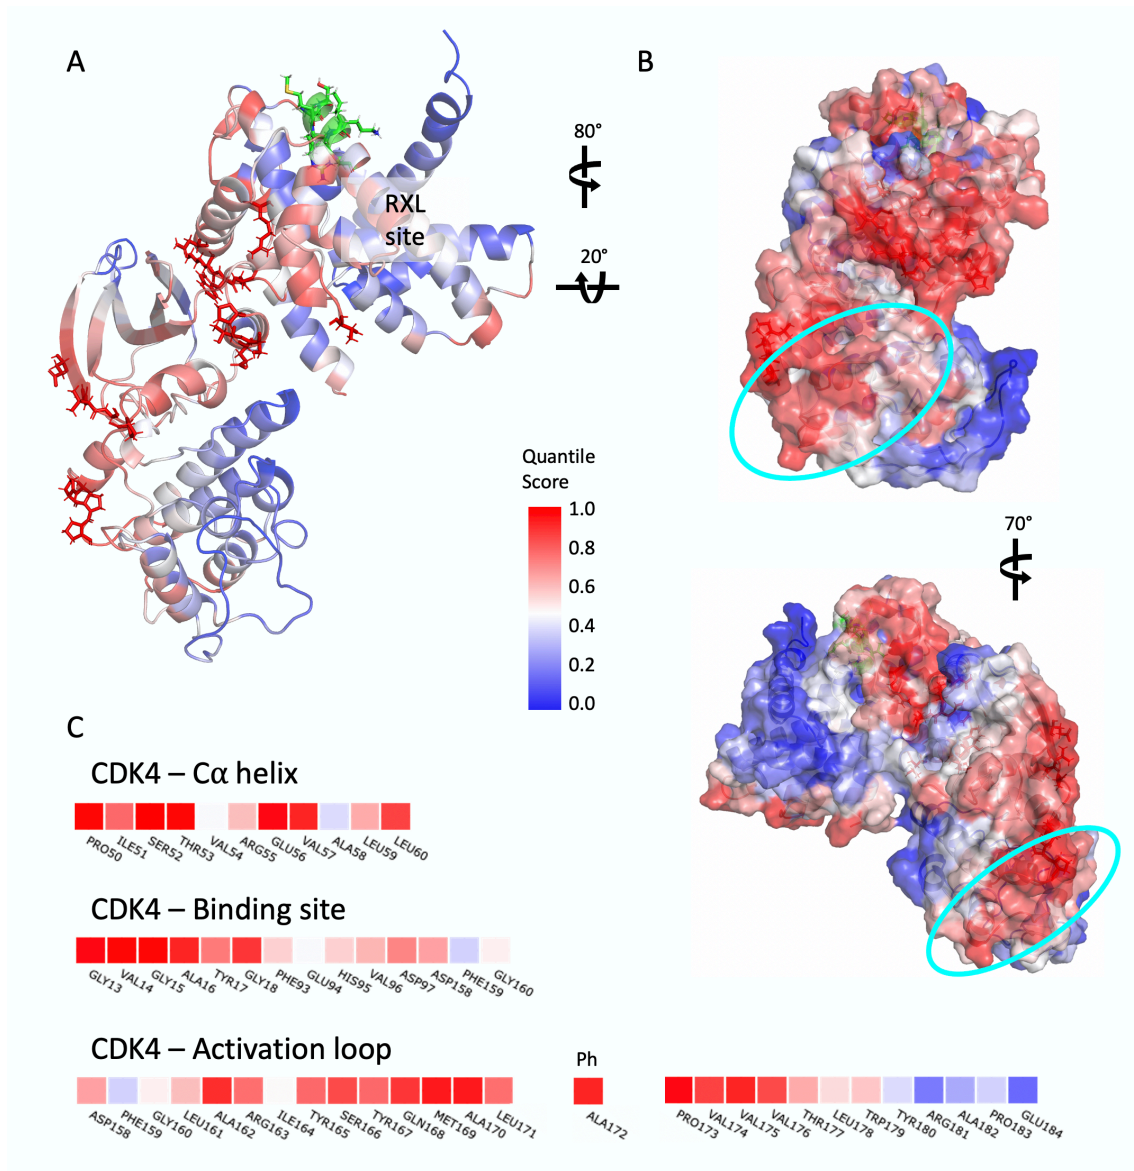 A
B
80°
RXL
site
20°
Quantile
Score
1.0
0.8
0.6
0.4
0.2
0.0
70°
C
CDK4 – Cα helix
PRO50 ILE51 SER52 THR53 VAL54 ARG55 GLU56 VAL57 ALA58 LEU59 LEU60
CDK4 – Binding site
GLY13 VAL14 GLY15 ALA16 TYR17 GLY18 PHE93 GLU94 HIS95 VAL96 ASP97 ASP158 PHE159 GLY160
CDK4 – Activation loop
Ph
ASP158 PHE159 GLY160 LEU161 ALA162 ARG163 ILE164 TYR165 SER166 TYR167 GLN168 MET169 ALA170 LEU171 ALA172 PRO173 VAL174 VAL175 VAL176 THR177 LEU178 TRP179 TYR180 ARG181 ALA182 PRO183 GLU184